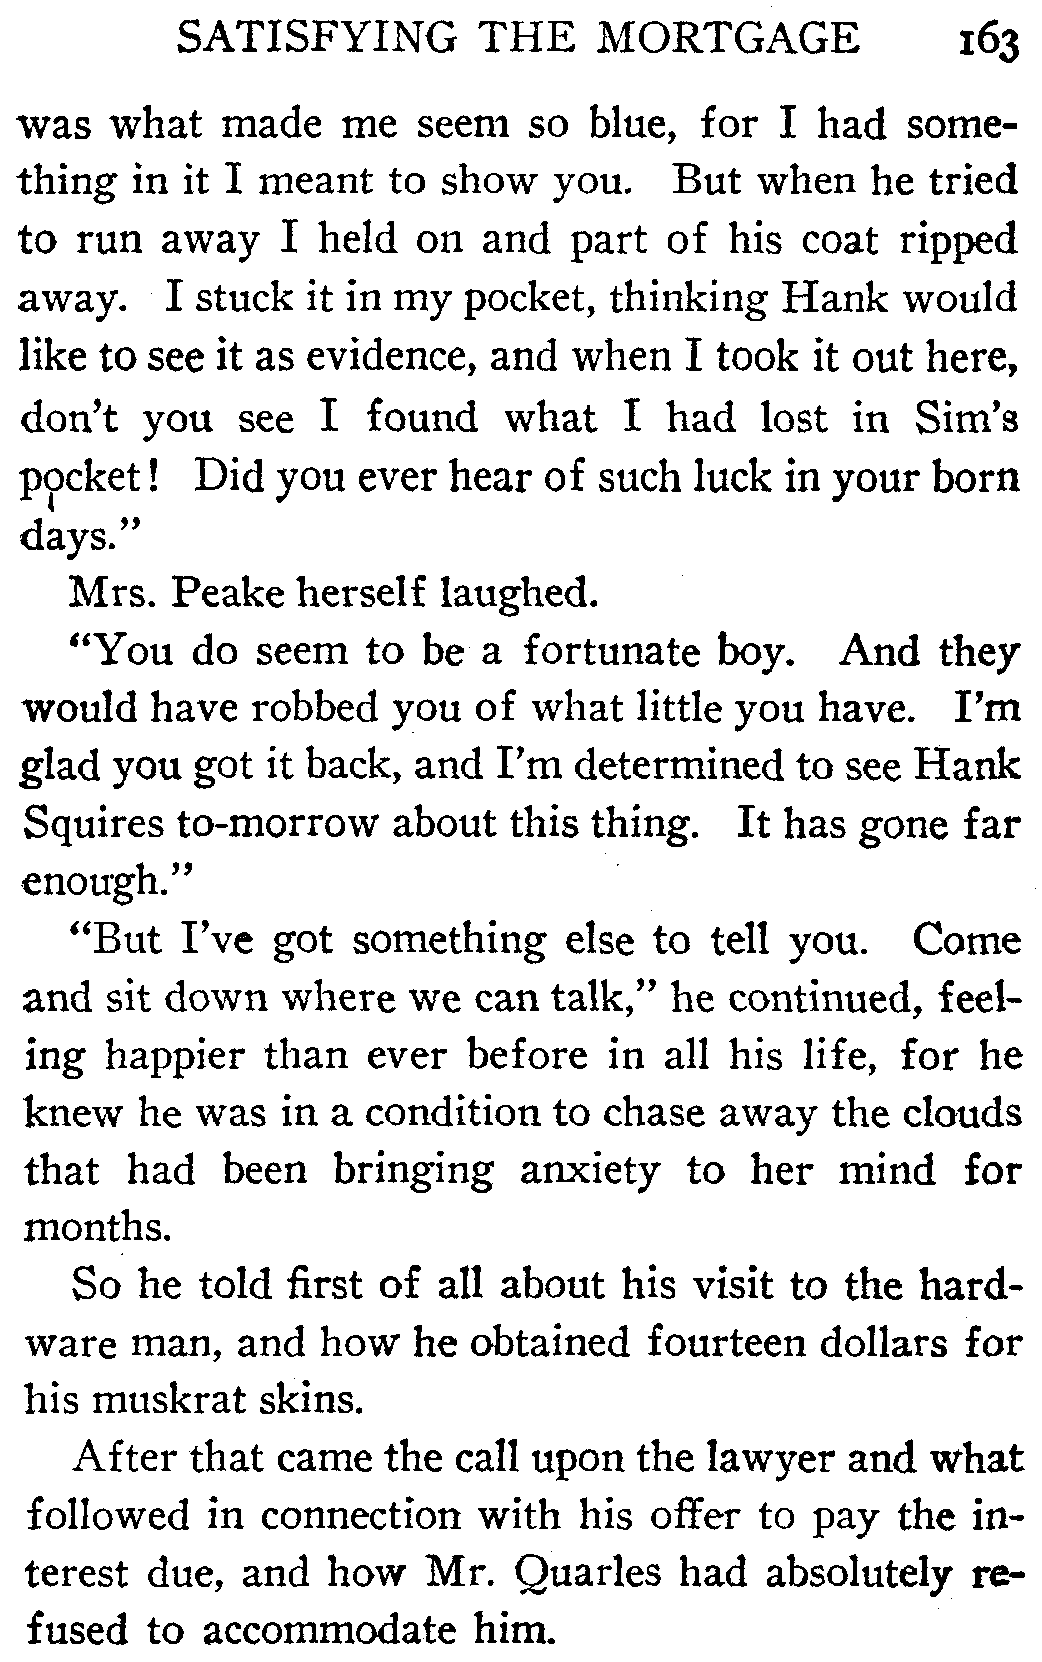 SATISFYING THE MORTGAGE 163
was what made me seem so blue, for I had some-
thing in it I meant to show you. But when he tried
to run away I held on and part of his coat ripped
away. I stuck it in my pocket, thinking Hank would
like to see it as evidence, and when I took it out here,
don't you see I found what I had lost in Sim's
pocket! Did you ever hear of such luck in your born
days."
Mrs. Peake herself laughed.
"You do seem to be a fortunate boy. And they
would have robbed you of what little you have. I'm
glad you got it back, and I'm determined to see Hank
Squires to-morrow about this thing. It has gone far
enough."
"But I've got something else to tell you. Come
and sit down where we can talk," he continued, feel-
ing happier than ever before in all his life, for he
knew he was in a condition to chase away the clouds
that had been bringing anxiety to her mind for
months.
So he told first of all about his visit to the hard-
ware man, and how he obtained fourteen dollars for
his muskrat skins.
After that came the call upon the lawyer and what
followed in connection with his offer to pay the in-
terest due, and how Mr. Quarles had absolutely re-
fused to accommodate him.